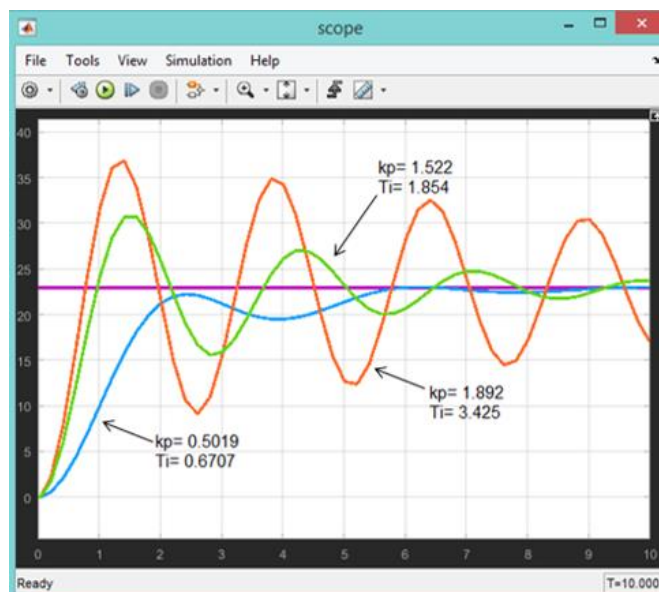 scope
File Tools View Simulation Help
40
35
30
25
20
15
10
5
0
kp= 1.522
Ti= 1.854
kp= 1.892
Ti= 3.425
kp= 0.5019
Ti= 0.6707
0 1 2 3 4 5 6 7 8 9 10
Ready T=10.000